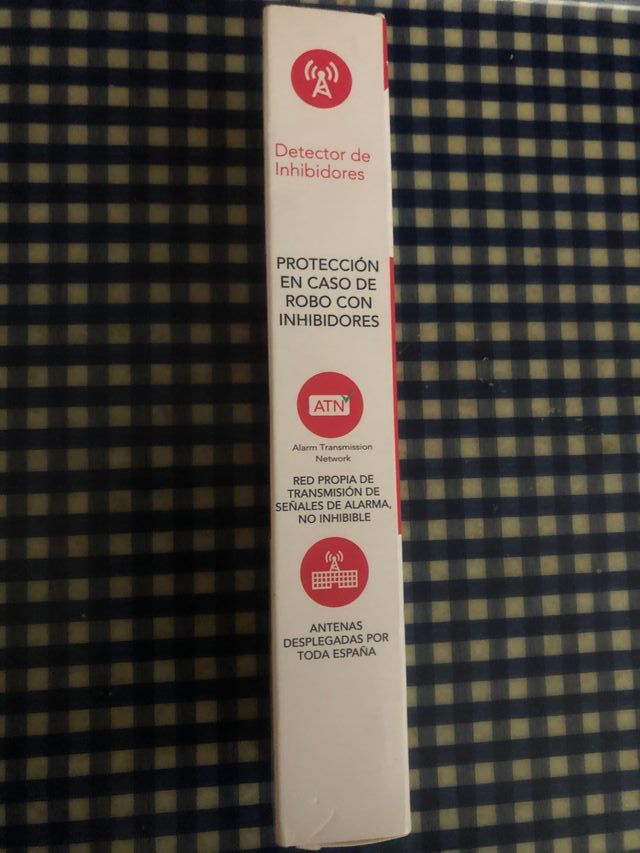 Detector de
Inhibidores
PROTECCIÓN
EN CASO DE
ROBO CON
INHIBIDORES
ATN
Alarm Transmission
Network
RED PROPIA DE
TRANSMISIÓN DE
SEÑALES DE ALARMA,
NO INHIBIBLE
ANTENAS
DESPLEGADAS POR
TODA ESPAÑA